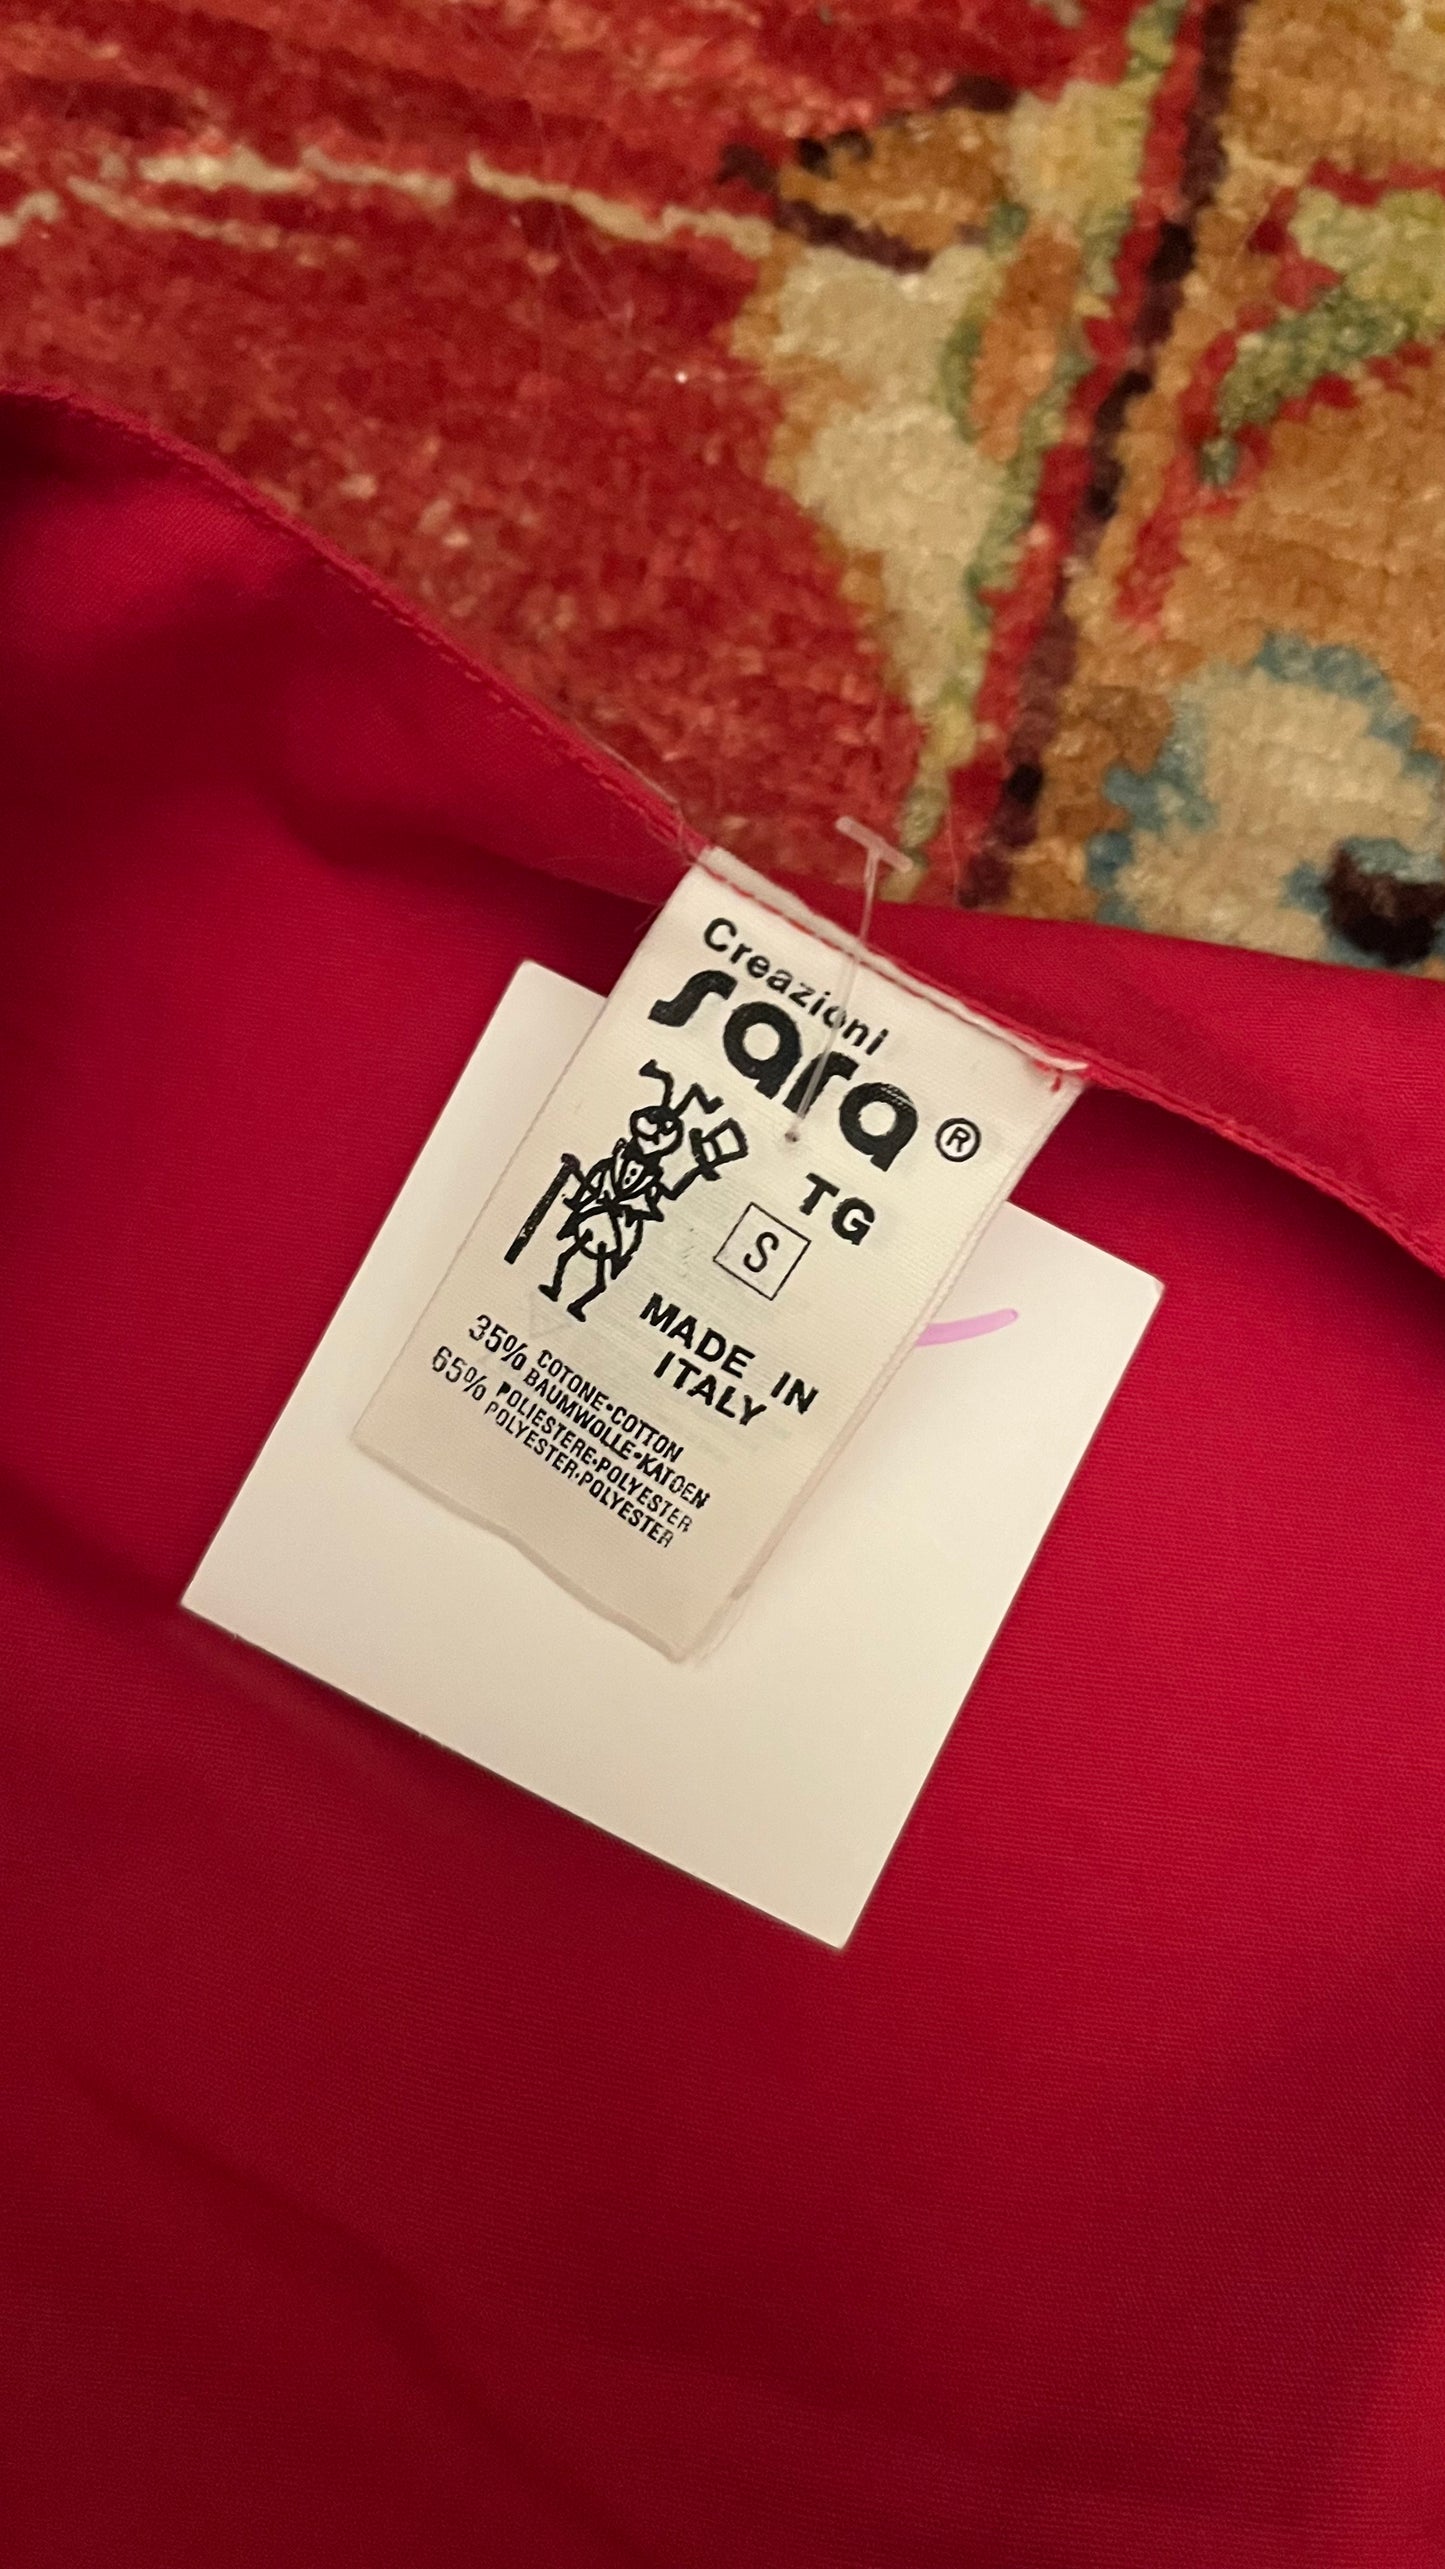 Creazioni
sara ®
TG
S
MADE IN
ITALY
35% COTONE•COTTON
BAUMWOLLE•KATOEN
65% POLIESTERE•POLYESTER
POLYESTER•POLYESTER